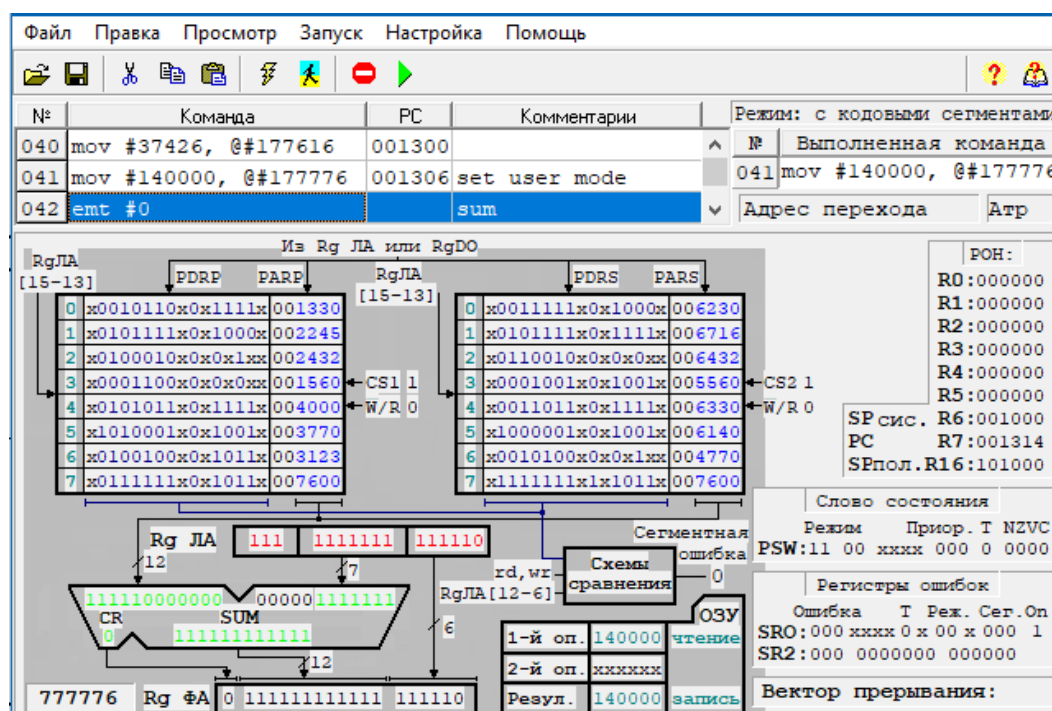 Файл Правка Просмотр Запуск Настройка Помощь
№ Команда PC Комментарии
040 mov #37426, @#177616 001300
041 mov #140000, @#177776 001306 set user mode
042 emt #0 sum
Режим: с кодовыми сегментами
№ Выполненная команда
041 mov #140000, @#177776
Адрес перехода Атр
Из Rg ЛА или RgDO
RgЛА
[15-13]
PDRP PARP
0 x0010110x0x1111x 001330
1 x0101111x0x1000x 002245
2 x0100010x0x0x1xx 002432
3 x0001100x0x0x0xx 001560
4 x0101011x0x1111x 004000
5 x1010001x0x1001x 003770
6 x0100100x0x1011x 003123
7 x0111111x0x1011x 007600
CS1 1
W/R 0
RgЛА
[15-13]
PDRS PARS
0 x0011111x0x1000x 006230
1 x0101111x0x1111x 006716
2 x0110010x0x0x0xx 006432
3 x0001001x0x1001x 005560
4 x0011011x0x1111x 006330
5 x1000001x0x1001x 006140
6 x0010100x0x0x1xx 004770
7 x1111111x1x1011x 007600
CS2 1
W/R 0
РОН:
R0:000000
R1:000000
R2:000000
R3:000000
R4:000000
R5:000000
SPсис. R6:001000
PC R7:001314
SPпол.R16:101000
Слово состояния
Режим Приор. T NZVC
PSW:11 00 xxxx 000 0 0000
Регистры ошибок
Ошибка T Реж. Сег.Оп
SR0:000 xxxx 0 x 00 x 000 1
SR2:000 0000000 000000
Вектор прерывания:
Rg ЛА 111 1111111 111110
12
7
6
111110000000 00000 1111111
CR SUM
0 111111111111
12
777776 Rg ФА 0 111111111111 111110
Сегментная
ошибка
0
rd,wr
RgЛА[12-6]
Схемы
сравнения
ОЗУ
1-й оп. 140000 чтение
2-й оп. xxxxxx
Резул. 140000 запись